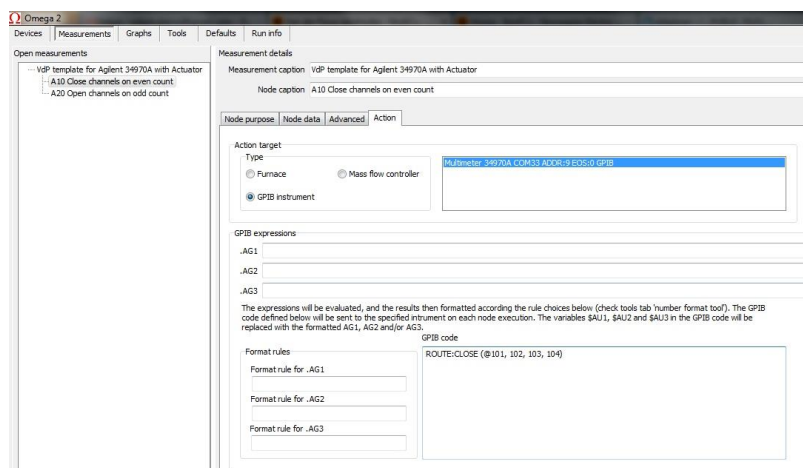 Omega 2
Devices Measurements Graphs Tools Defaults Run info
Open measurements
VdP template for Agilent 34970A with Actuator
A10 Close channels on even count
A20 Open channels on odd count
Measurement details
Measurement caption VdP template for Agilent 34970A with Actuator
Node caption A10 Close channels on even count
Node purpose Node data Advanced Action
Action target
Type
Furnace Mass flow controller
GPIB instrument
Multimeter 34970A COM33 ADDR:9 EOS:0 GPIB
GPIB expressions
.AG1
.AG2
.AG3
The expressions will be evaluated, and the results then formatted according the rule choices below (check tools tab 'number format tool'). The GPIB
code defined below will be sent to the specified intrument on each node execution. The variables $AU1, $AU2 and $AU3 in the GPIB code will be
replaced with the formatted AG1, AG2 and/or AG3.
GPIB code
Format rules
ROUTE:CLOSE (@101, 102, 103, 104)
Format rule for .AG1
Format rule for .AG2
Format rule for .AG3